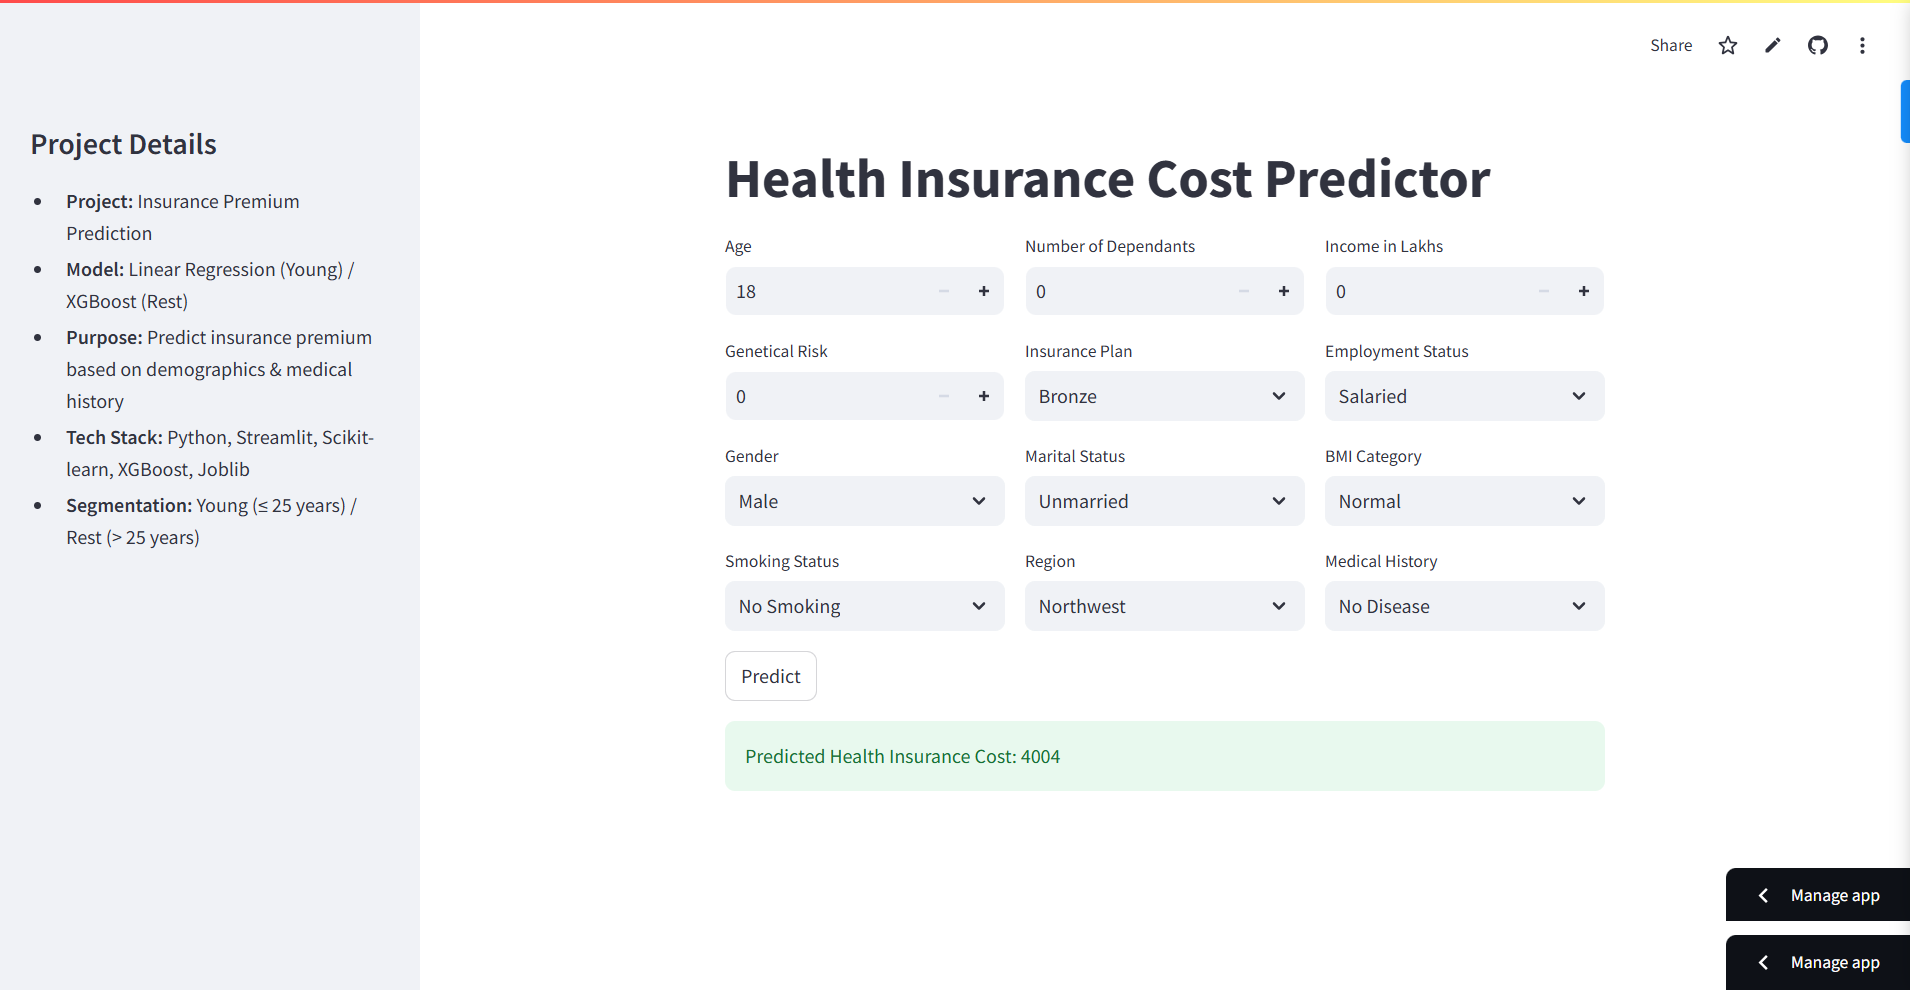 Share
Project Details
Project: Insurance Premium
Prediction
Model: Linear Regression (Young) /
XGBoost (Rest)
Purpose: Predict insurance premium
based on demographics & medical
history
Tech Stack: Python, Streamlit, Scikit-
learn, XGBoost, Joblib
Segmentation: Young (≤ 25 years) /
Rest (> 25 years)
Health Insurance Cost Predictor
Age Number of Dependants Income in Lakhs
18 0 0
Genetical Risk Insurance Plan Employment Status
0 Bronze Salaried
Gender Marital Status BMI Category
Male Unmarried Normal
Smoking Status Region Medical History
No Smoking Northwest No Disease
Predict
Predicted Health Insurance Cost: 4004
Manage app
Manage app